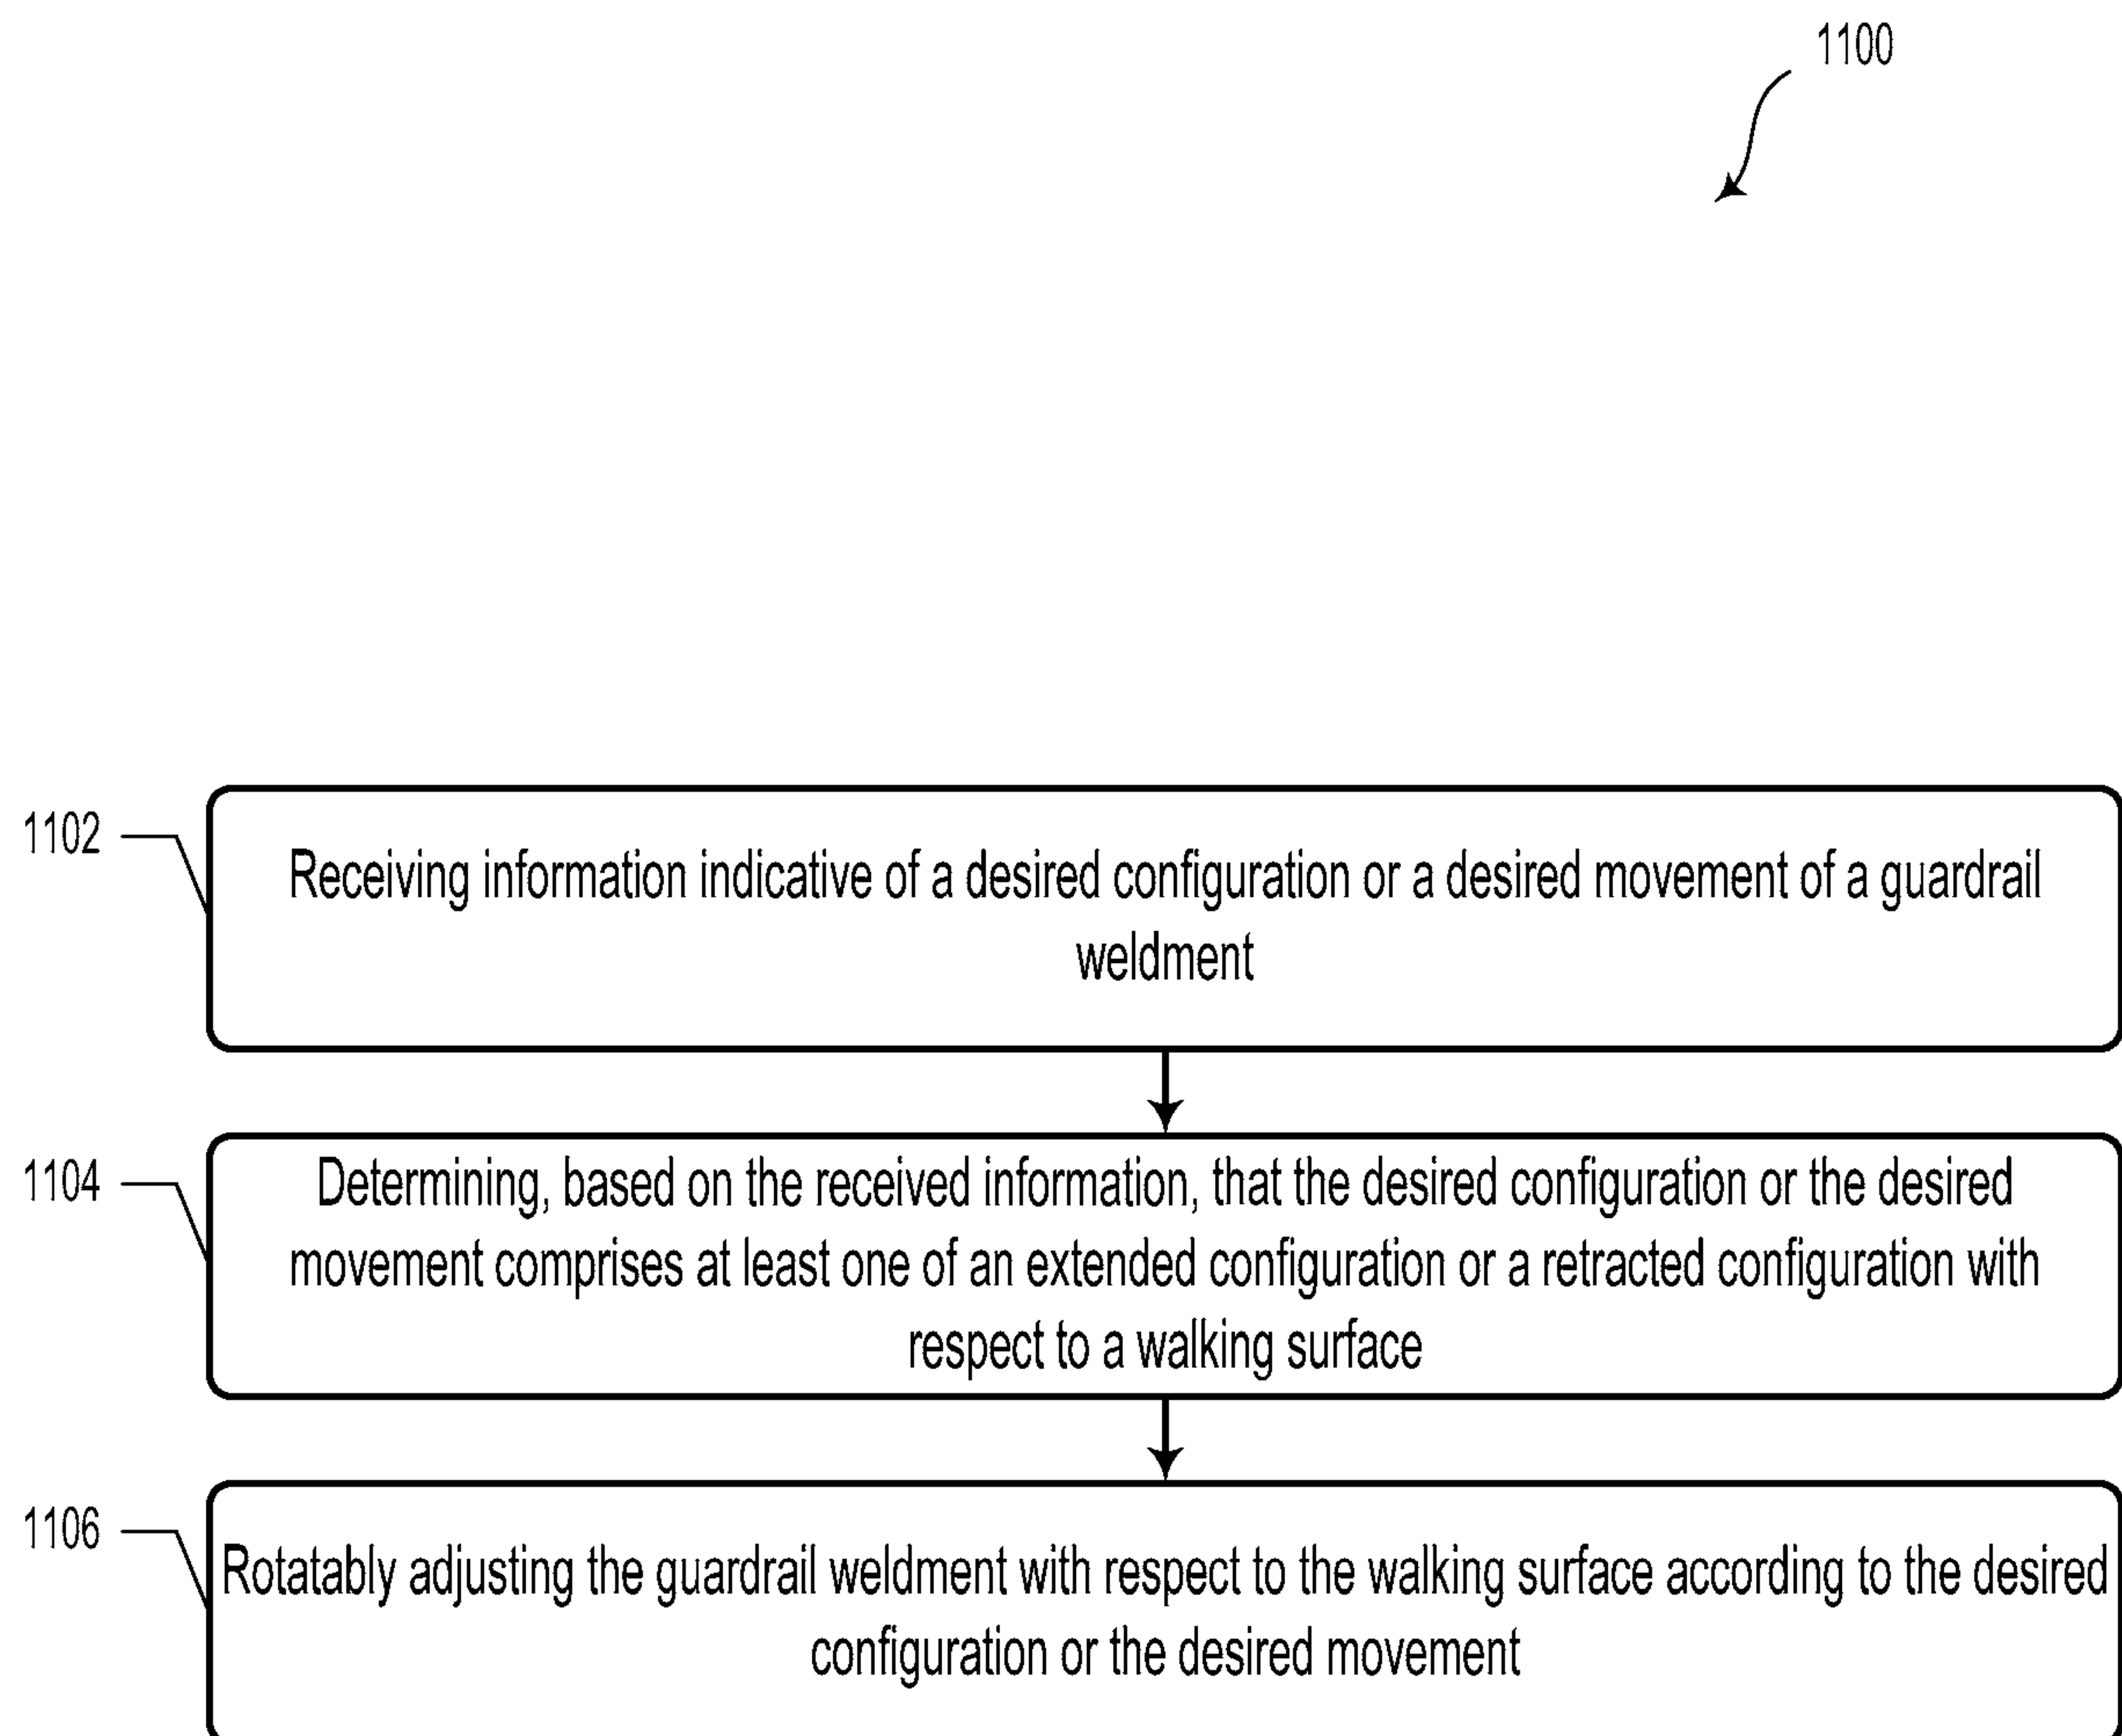 1100
1102
Receiving information indicative of a desired configuration or a desired movement of a guardrail
weldment
1104
Determining, based on the received information, that the desired configuration or the desired
movement comprises at least one of an extended configuration or a retracted configuration with
respect to a walking surface
1106
Rotatably adjusting the guardrail weldment with respect to the walking surface according to the desired
configuration or the desired movement